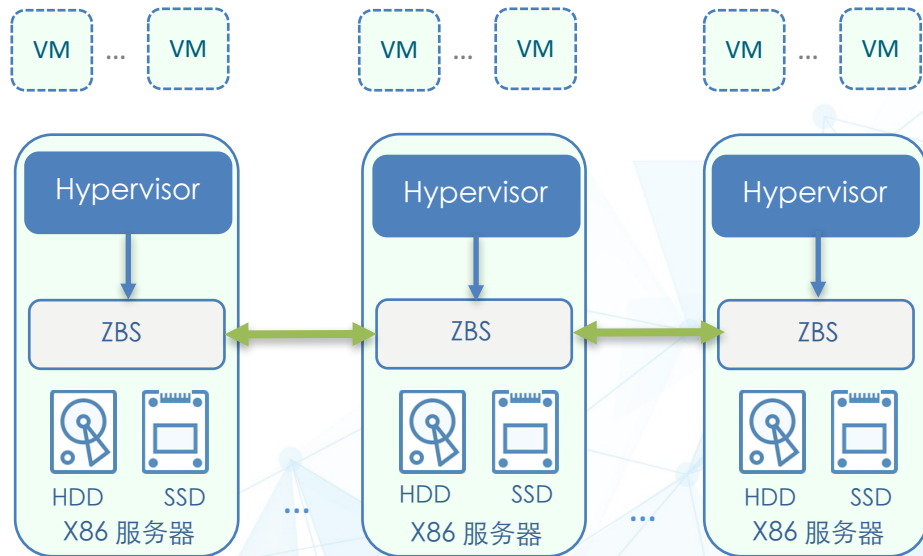 VM ... VM VM ... VM VM ... VM
Hypervisor Hypervisor Hypervisor
ZBS ZBS ZBS
HDD SSD HDD SSD HDD SSD
... ...
X86 服务器 X86 服务器 X86 服务器